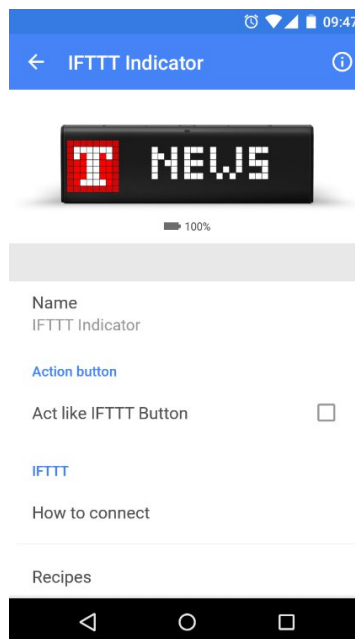 09:47
IFTTT Indicator
T NEWS
100%
Name
IFTTT Indicator
Action button
Act like IFTTT Button
IFTTT
How to connect
Recipes